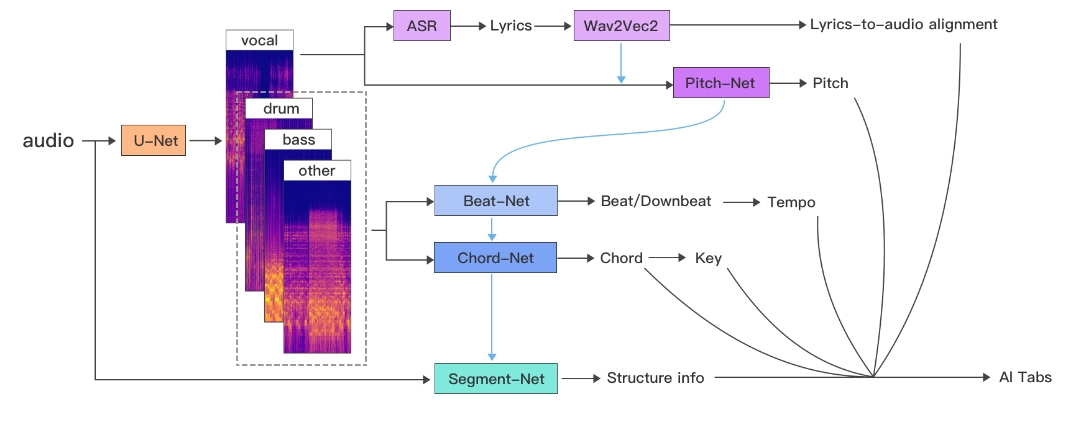 vocal
ASR
Lyrics
Wav2Vec2
Lyrics-to-audio alignment
Pitch-Net
Pitch
drum
audio
U-Net
bass
other
Beat-Net
Beat/Downbeat
Tempo
Chord-Net
Chord
Key
Segment-Net
Structure info
AI Tabs